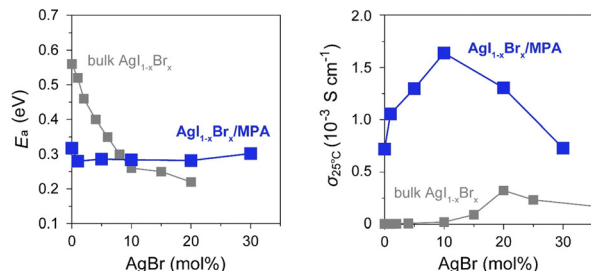 0.7
0.6
0.5
0.4
0.3
0.2
0.1
Eₐ (eV)
bulk AgI₁₋ₓBrₓ
AgI₁₋ₓBrₓ/MPA
0 10 20 30
AgBr (mol%)
2.0
1.5
1.0
0.5
0
σ₂₅°C (10⁻³ S cm⁻¹)
AgI₁₋ₓBrₓ/MPA
bulk AgI₁₋ₓBrₓ
0 10 20 30
AgBr (mol%)